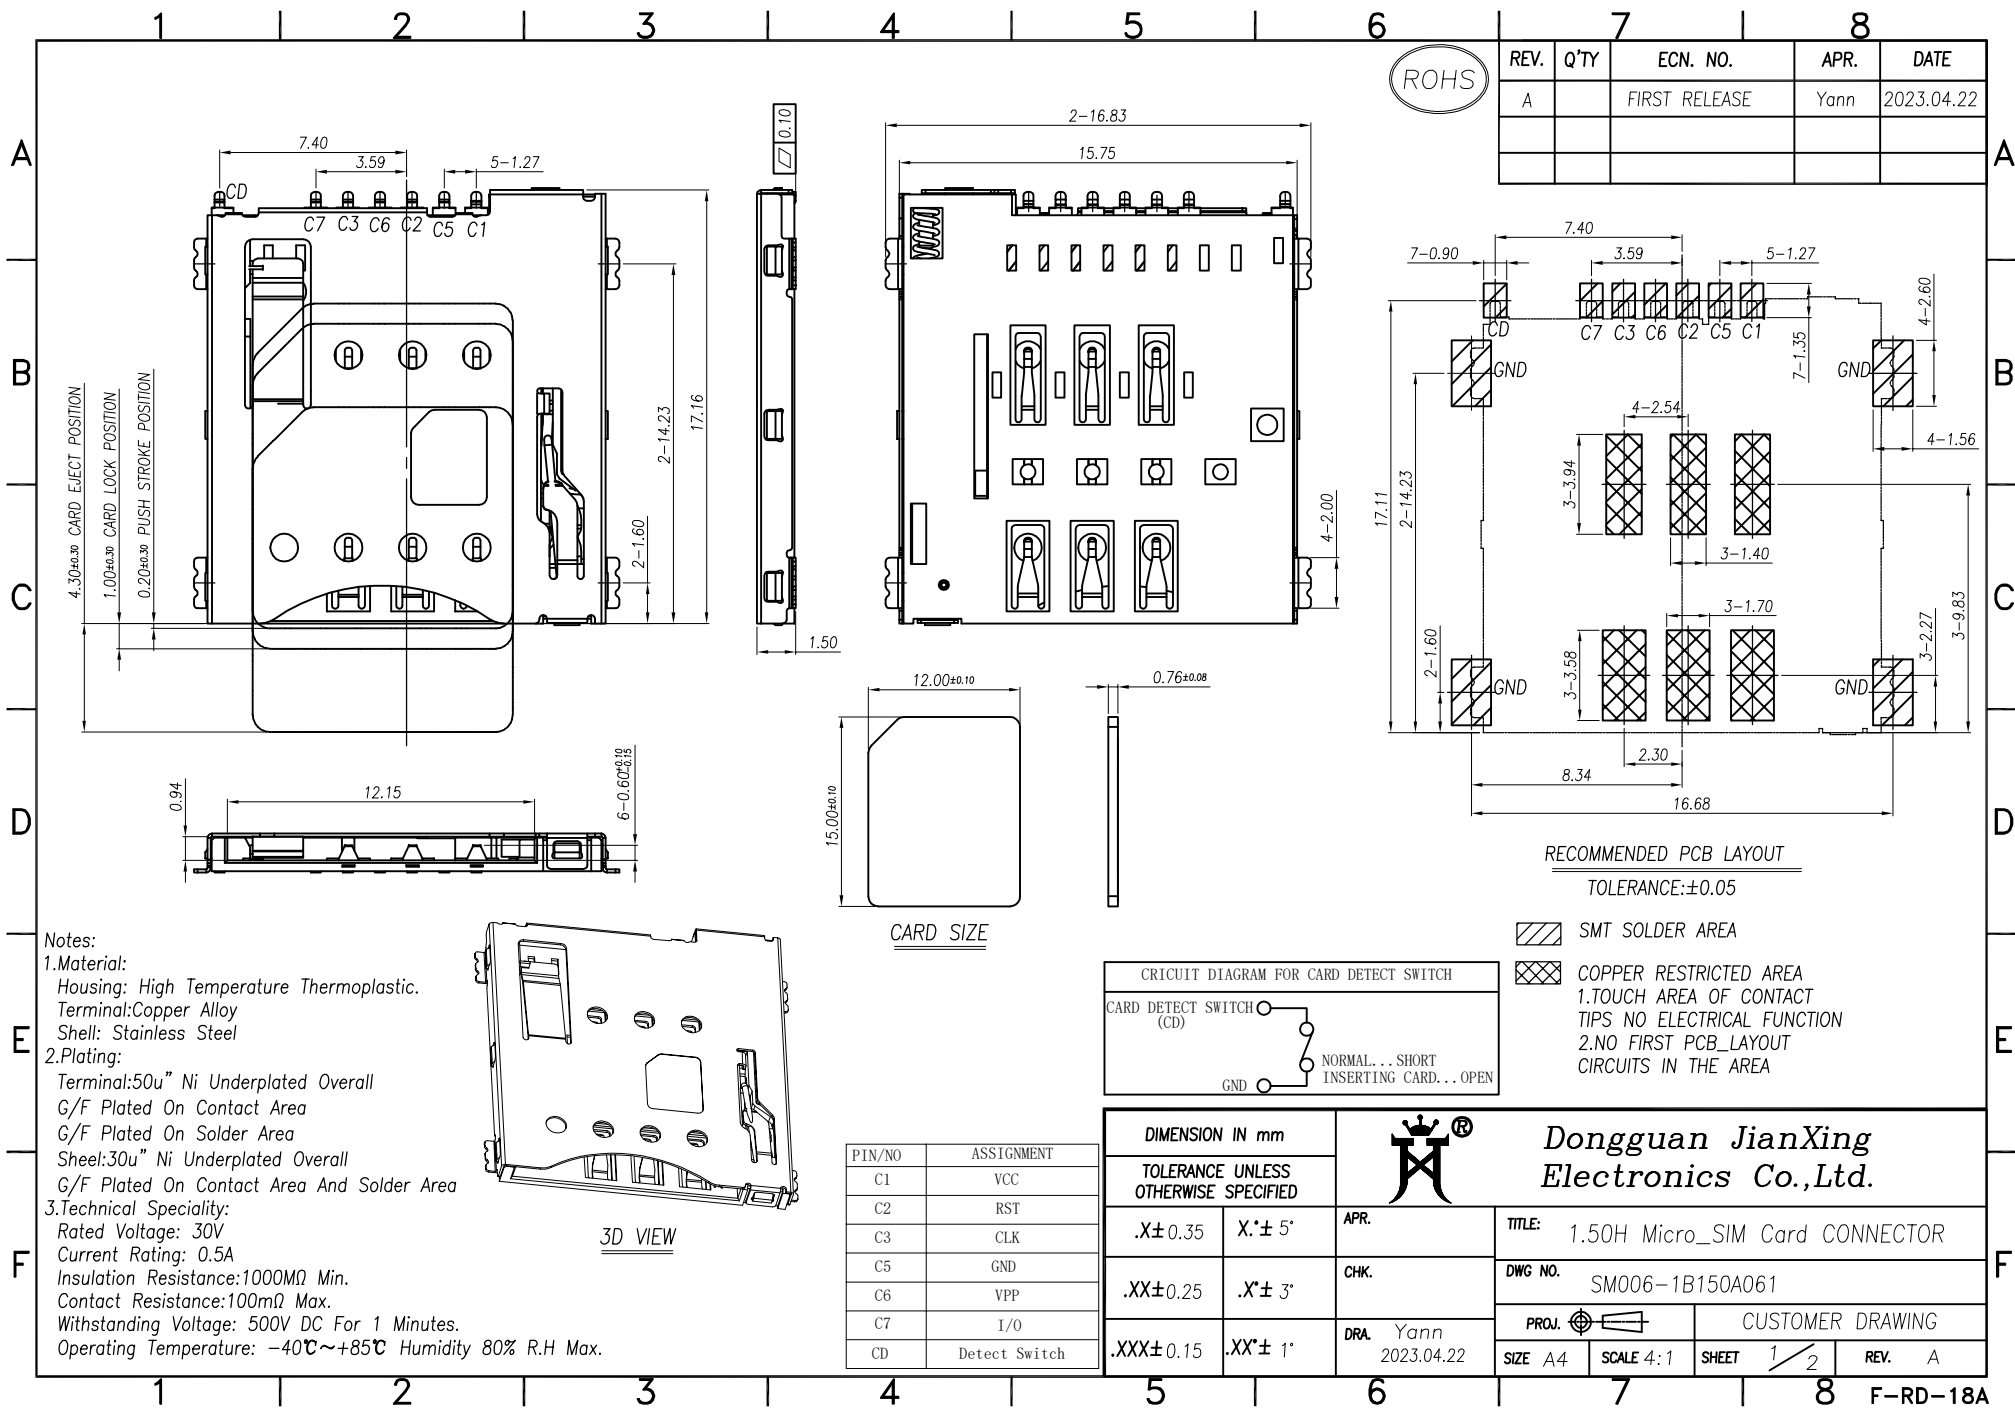 1 2 3 4 5 6 7 8
A
B
C
D
E
F
A
B
C
D
E
F
ROHS
REV. Q'TY ECN. NO. APR. DATE
A FIRST RELEASE Yann 2023.04.22
7.40
3.59 5-1.27
CD
C7 C3 C6 C2 C5 C1
4.30±0.30 CARD EJECT POSITION
1.00±0.30 CARD LOCK POSITION
0.20±0.30 PUSH STROKE POSITION
2-1.60
2-14.23
17.16
0.10
1.50
2-16.83
15.75
4-2.00
7.40
7-0.90 3.59 5-1.27
CD C7 C3 C6 C2 C5 C1
7-1.35
4-2.60
GND GND
4-2.54
4-1.56
17.11
2-14.23
3-3.94
3-1.40
3-1.70
3-9.83
3-2.27
2-1.60
3-3.58
GND GND
2.30
8.34
16.68
RECOMMENDED PCB LAYOUT
TOLERANCE:±0.05
SMT SOLDER AREA
COPPER RESTRICTED AREA
1.TOUCH AREA OF CONTACT
TIPS NO ELECTRICAL FUNCTION
2.NO FIRST PCB_LAYOUT
CIRCUITS IN THE AREA
12.00±0.10
0.76±0.08
15.00±0.10
CARD SIZE
0.94
12.15
6-0.60+0.10 -0.15
Notes:
1.Material:
Housing: High Temperature Thermoplastic.
Terminal:Copper Alloy
Shell: Stainless Steel
2.Plating:
Terminal:50u" Ni Underplated Overall
G/F Plated On Contact Area
G/F Plated On Solder Area
Sheel:30u" Ni Underplated Overall
G/F Plated On Contact Area And Solder Area
3.Technical Speciality:
Rated Voltage: 30V
Current Rating: 0.5A
Insulation Resistance:1000MΩ Min.
Contact Resistance:100mΩ Max.
Withstanding Voltage: 500V DC For 1 Minutes.
Operating Temperature: -40℃~+85℃ Humidity 80% R.H Max.
3D VIEW
PIN/NO ASSIGNMENT
C1 VCC
C2 RST
C3 CLK
C5 GND
C6 VPP
C7 I/O
CD Detect Switch
CRICUIT DIAGRAM FOR CARD DETECT SWITCH
CARD DETECT SWITCH
(CD)
NORMAL...SHORT
INSERTING CARD...OPEN
GND
DIMENSION IN mm
TOLERANCE UNLESS
OTHERWISE SPECIFIED
.X±0.35 X.°±5°
.XX±0.25 .X°±3°
.XXX±0.15 .XX°±1°
®
Dongguan JianXing
Electronics Co.,Ltd.
APR.
CHK.
DRA. Yann
2023.04.22
TITLE: 1.50H Micro_SIM Card CONNECTOR
DWG NO. SM006-1B150A061
PROJ. CUSTOMER DRAWING
SIZE A4 SCALE 4:1 SHEET 1/2 REV. A
1 2 3 4 5 6 7 8
F-RD-18A